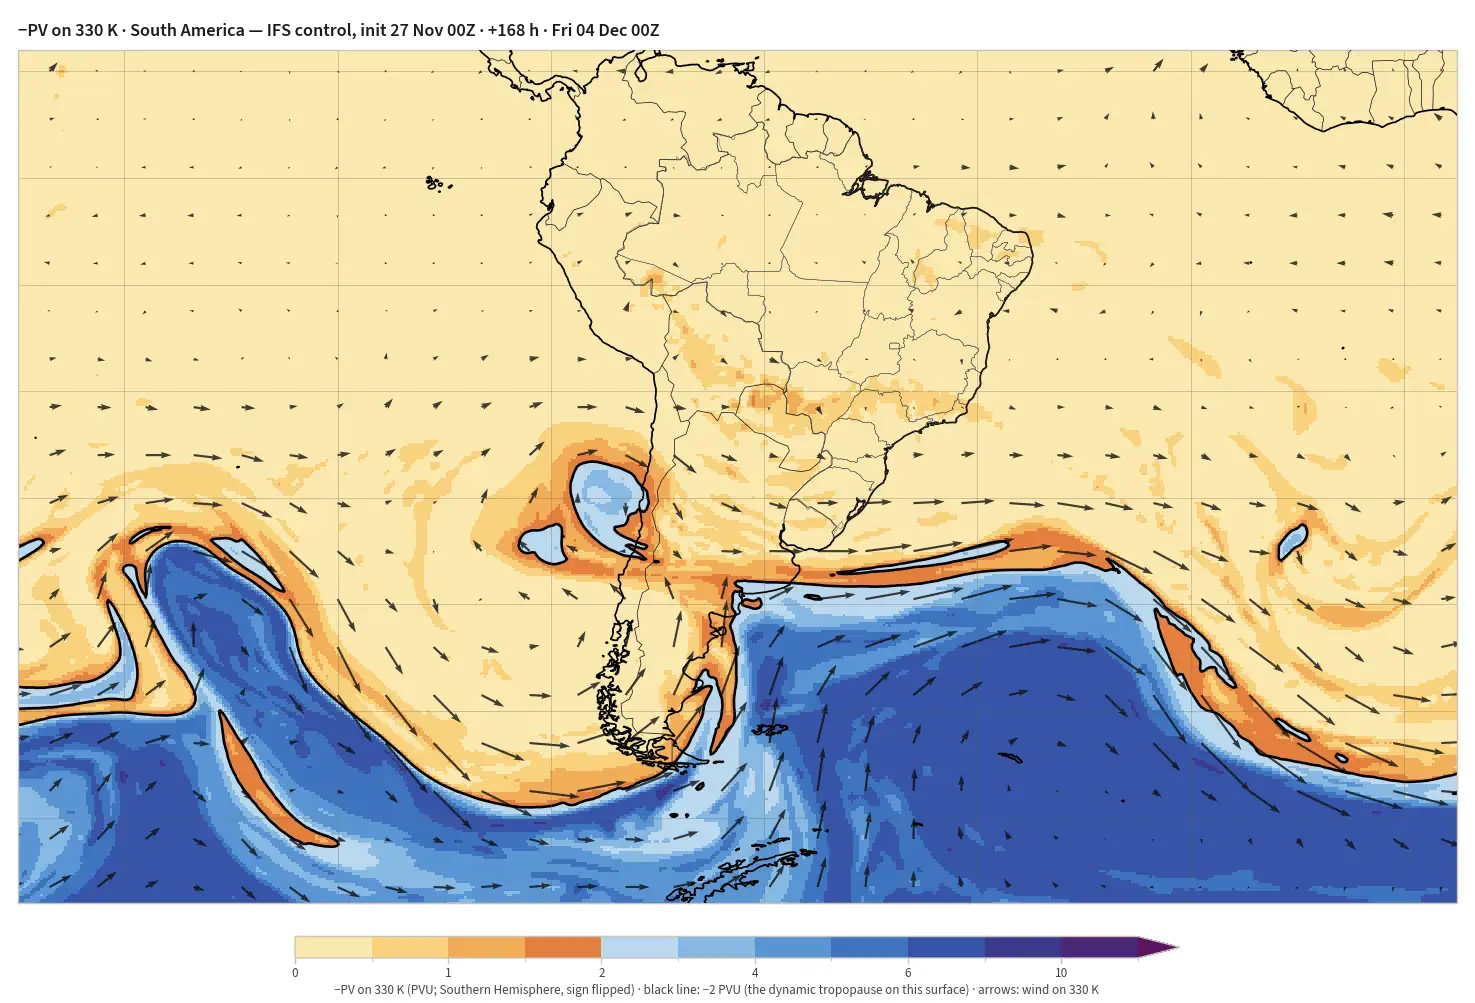 −PV on 330 K · South America — IFS control, init 27 Nov 00Z · +168 h · Fri 04 Dec 00Z
0 1 2 4 6 10
−PV on 330 K (PVU; Southern Hemisphere, sign flipped) · black line: −2 PVU (the dynamic tropopause on this surface) · arrows: wind on 330 K